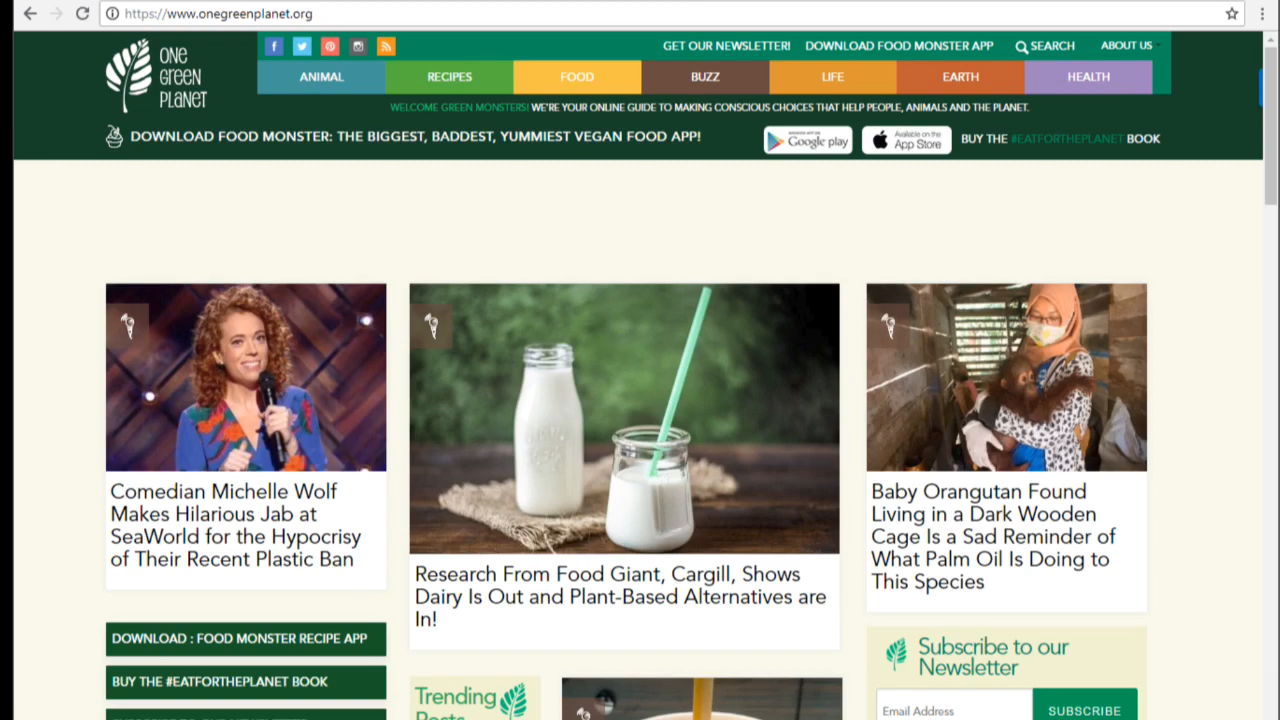 https://www.onegreenplanet.org
ONE
GREEN
PLANET
GET OUR NEWSLETTER! DOWNLOAD FOOD MONSTER APP SEARCH ABOUT US
ANIMAL RECIPES FOOD BUZZ LIFE EARTH HEALTH
WELCOME GREEN MONSTERS! WE'RE YOUR ONLINE GUIDE TO MAKING CONSCIOUS CHOICES THAT HELP PEOPLE, ANIMALS AND THE PLANET.
DOWNLOAD FOOD MONSTER: THE BIGGEST, BADDEST, YUMMIEST VEGAN FOOD APP!
Google play
Available on the
App Store
BUY THE #EATFORTHEPLANET BOOK
Comedian Michelle Wolf
Makes Hilarious Jab at
SeaWorld for the Hypocrisy
of Their Recent Plastic Ban
DOWNLOAD : FOOD MONSTER RECIPE APP
BUY THE #EATFORTHEPLANET BOOK
Research From Food Giant, Cargill, Shows
Dairy Is Out and Plant-Based Alternatives are
In!
Trending
Posts
Baby Orangutan Found
Living in a Dark Wooden
Cage Is a Sad Reminder of
What Palm Oil Is Doing to
This Species
Subscribe to our
Newsletter
Email Address
SUBSCRIBE